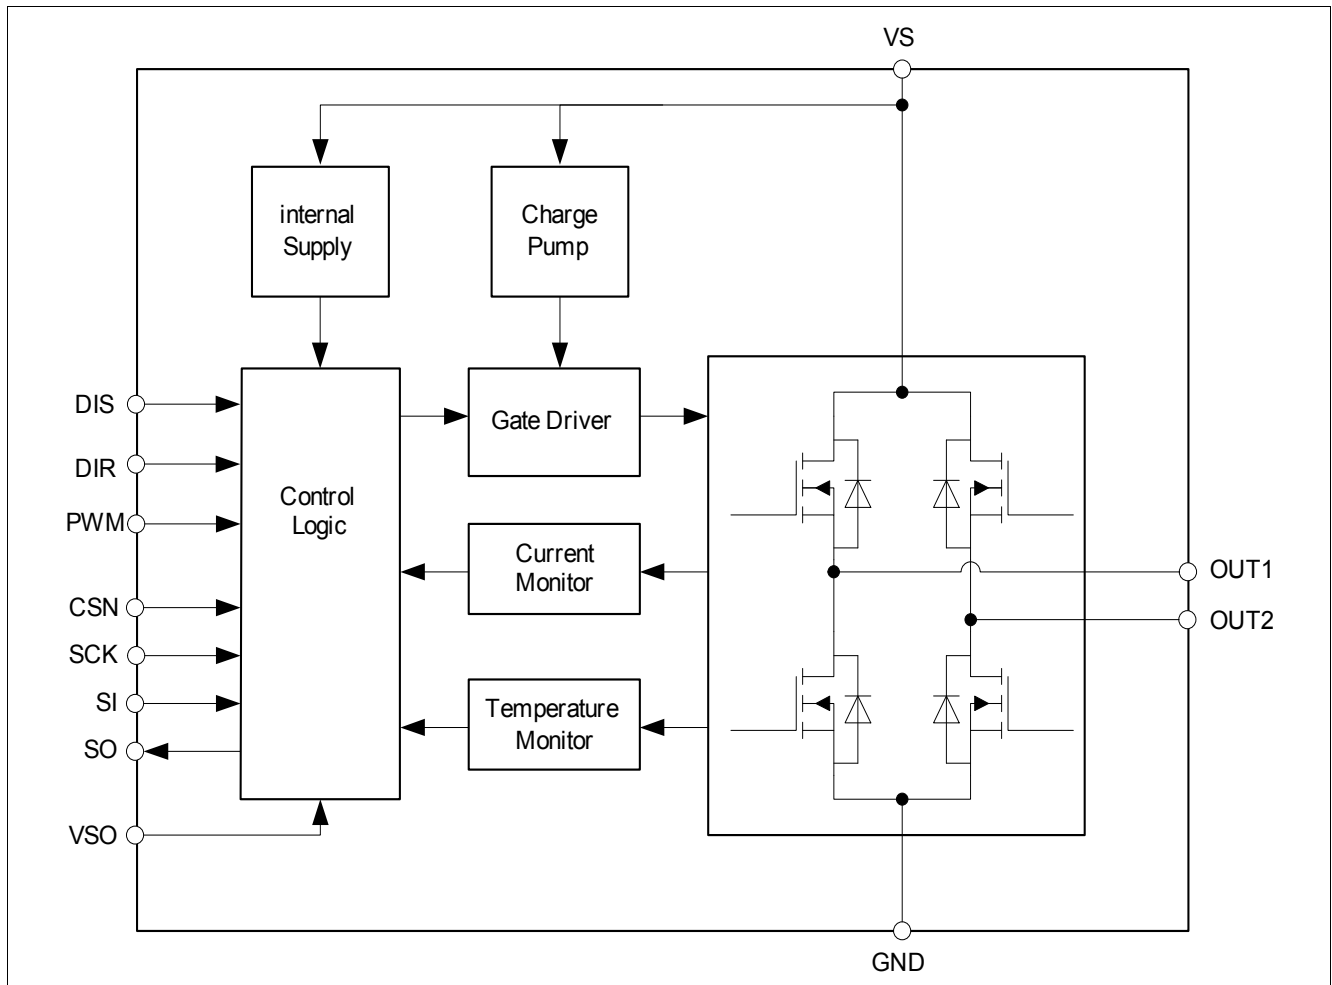 VS
internal
Supply
Charge
Pump
DIS
DIR
PWM
CSN
SCK
SI
SO
VSO
Control
Logic
Gate Driver
Current
Monitor
Temperature
Monitor
OUT1
OUT2
GND